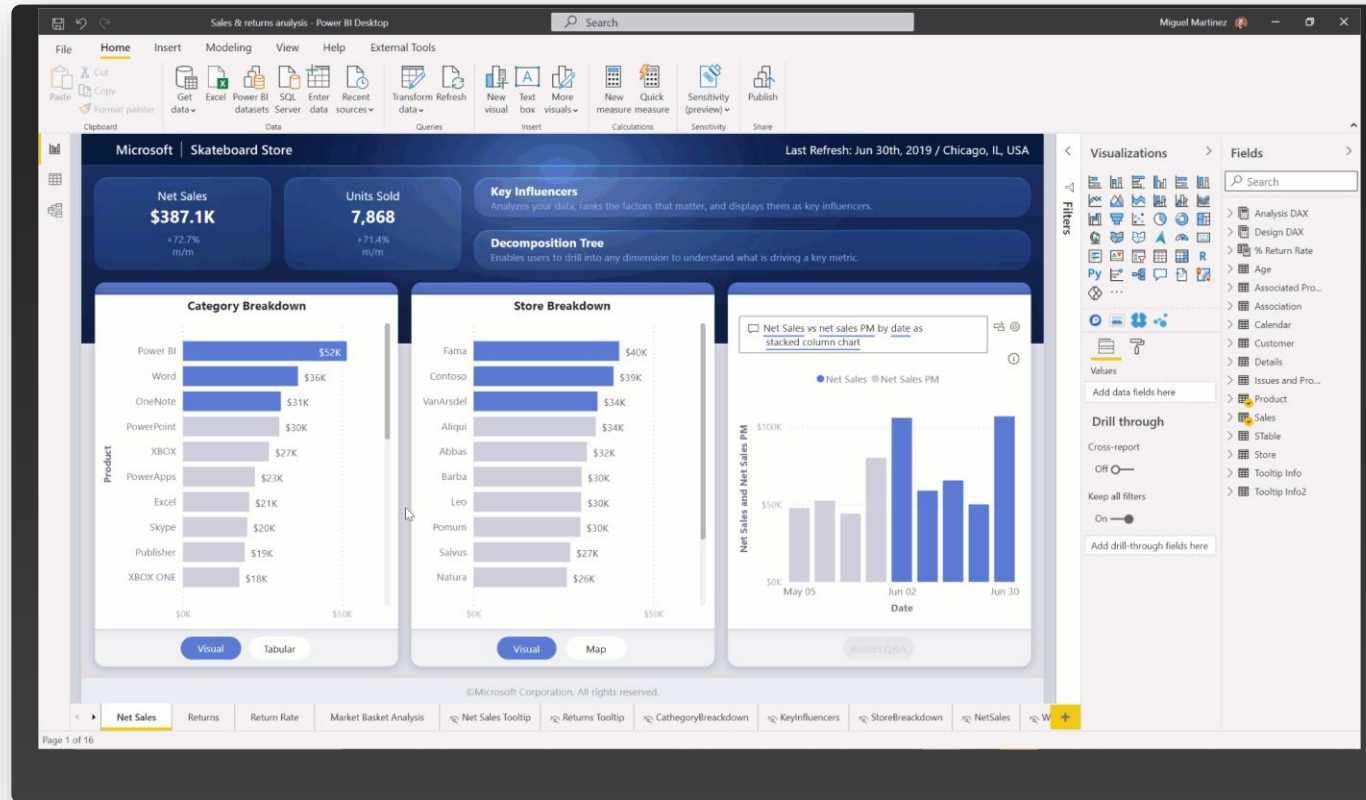 Sales & returns analysis - Power BI Desktop
Search
Miguel Martinez
File Home Insert Modeling View Help External Tools
Paste
Cut
Copy
Format painter
Clipboard
Get data
Excel
Power BI datasets
SQL Server
Enter data
Recent sources
Data
Transform data
Refresh
Queries
New visual
Text box
More visuals
Insert
New measure
Quick measure
Calculations
Sensitivity (preview)
Sensitivity
Publish
Share
Microsoft | Skateboard Store
Last Refresh: Jun 30th, 2019 / Chicago, IL, USA
Net Sales
$387.1K
+72.7%
m/m
Units Sold
7,868
+71.4%
m/m
Key Influencers
Analyzes your data, ranks the factors that matter, and displays them as key influencers.
Decomposition Tree
Enables users to drill into any dimension to understand what is driving a key metric.
Category Breakdown
Product
Power BI $52K
Word $36K
OneNote $31K
PowerPoint $30K
XBOX $27K
PowerApps $23K
Excel $21K
Skype $20K
Publisher $19K
XBOX ONE $18K
$0K $50K
Visual Tabular
Store Breakdown
Fama $40K
Contoso $39K
VanArsdel $34K
Aliqui $34K
Abbas $32K
Barba $30K
Leo $30K
Pomum $30K
Salvus $27K
Natura $26K
$0K $50K
Visual Map
Net Sales vs net sales PM by date as
stacked column chart
Net Sales Net Sales PM
Net Sales and Net Sales PM
$100K
$50K
$0K
May 05 Jun 02 Jun 30
Date
Restart Q&A
©Microsoft Corporation. All rights reserved.
Filters
Visualizations
R
Py
Values
Add data fields here
Drill through
Cross-report
Off
Keep all filters
On
Add drill-through fields here
Fields
Search
Analysis DAX
Design DAX
% Return Rate
Age
Associated Pro...
Association
Calendar
Customer
Details
Issues and Pro...
Product
Sales
STable
Store
Tooltip Info
Tooltip Info2
Net Sales Returns Return Rate Market Basket Analysis Net Sales Tooltip Returns Tooltip CathegoryBreackdown KeyInfluencers StoreBreackdown NetSales W
Page 1 of 16